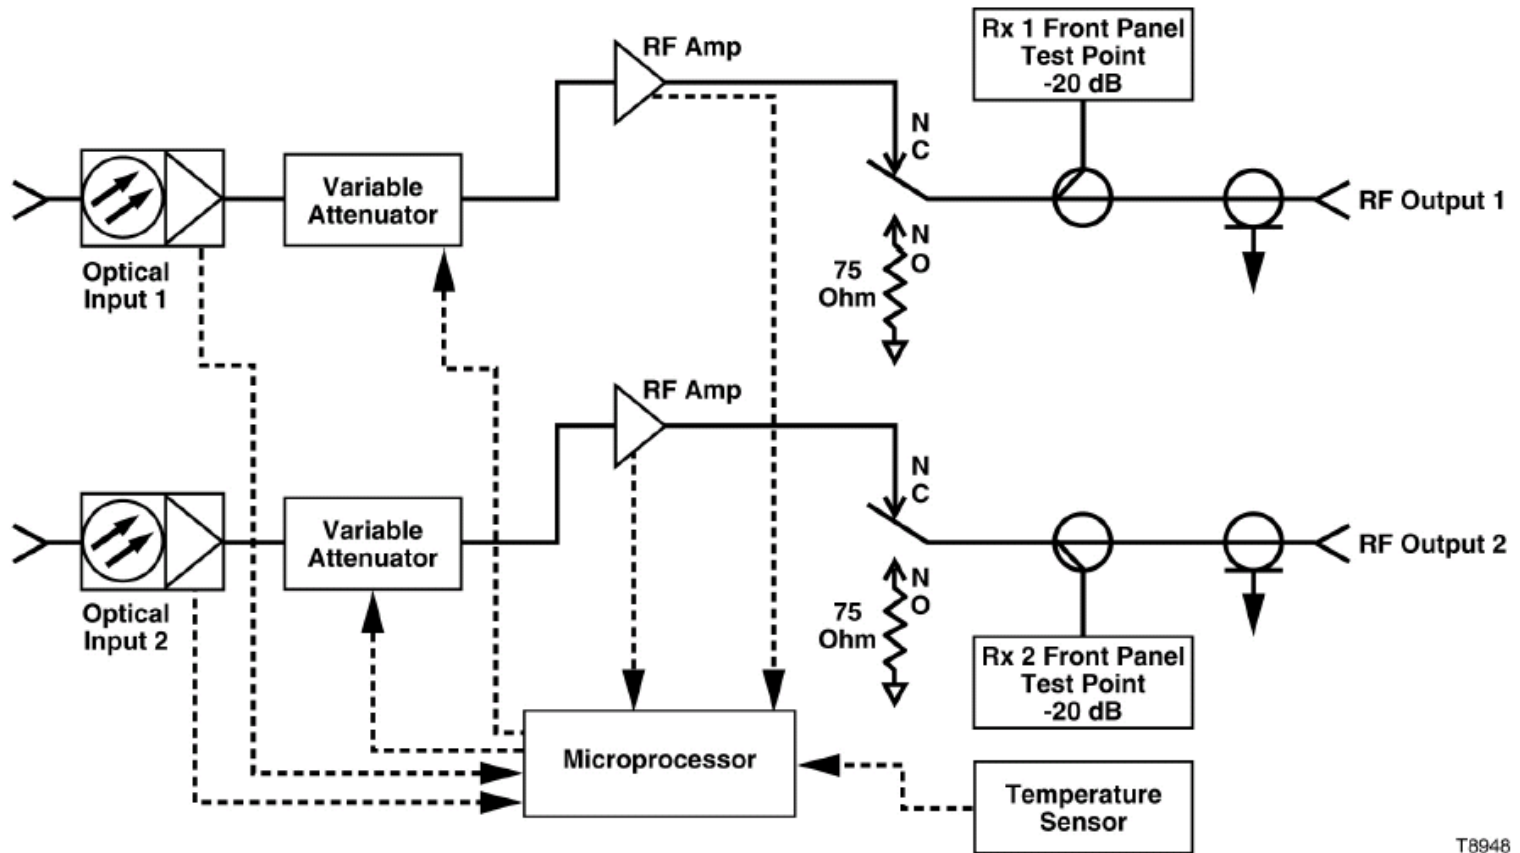 RF Amp
Rx 1 Front Panel
Test Point
-20 dB
N
C
Variable
Attenuator
RF Output 1
Optical
Input 1
N
O
75
Ohm
RF Amp
N
C
Variable
Attenuator
RF Output 2
Optical
Input 2
N
O
75
Ohm
Rx 2 Front Panel
Test Point
-20 dB
Microprocessor
Temperature
Sensor
T8948